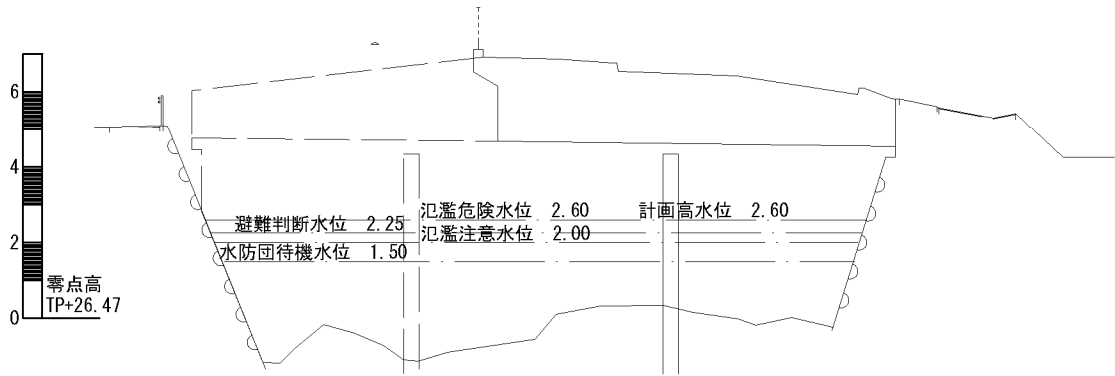 6
4
2
0
零点高
TP+26.47
氾濫危険水位 2.60
計画高水位 2.60
避難判断水位 2.25
氾濫注意水位 2.00
水防団待機水位 1.50